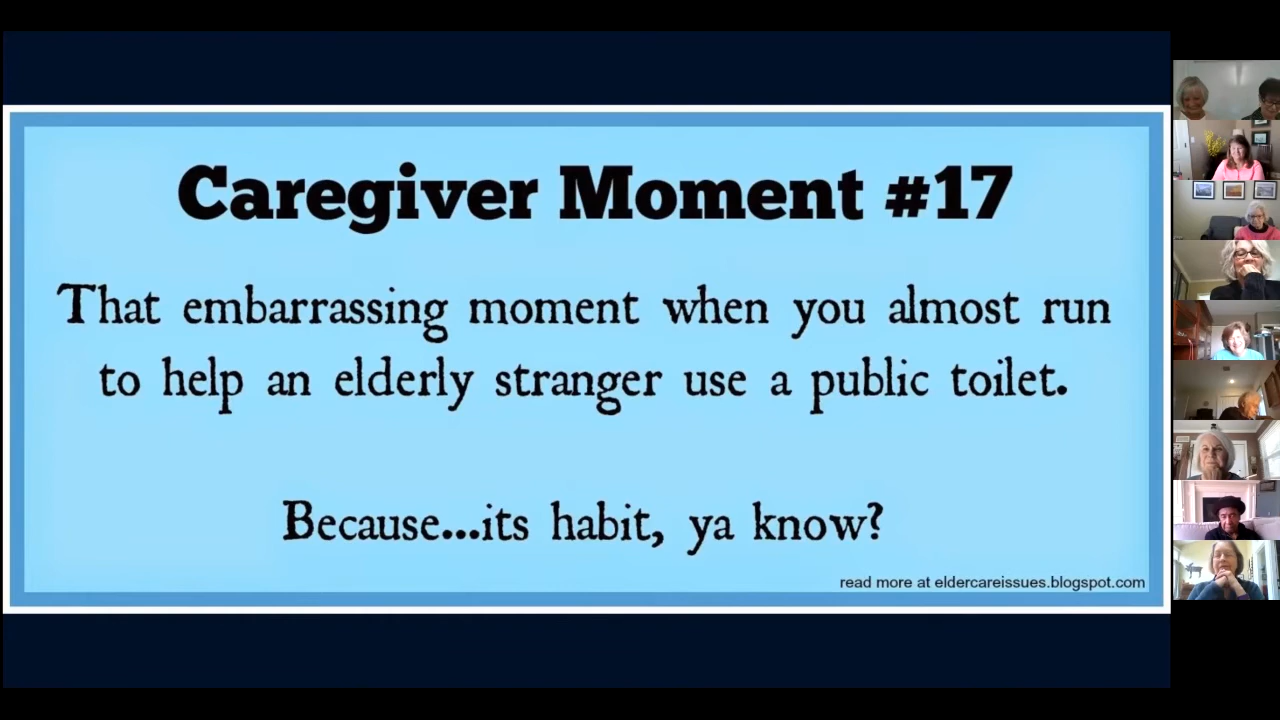 Caregiver Moment #17
That embarrassing moment when you almost run
to help an elderly stranger use a public toilet.
Because...its habit, ya know?
read more at eldercareissues.blogspot.com